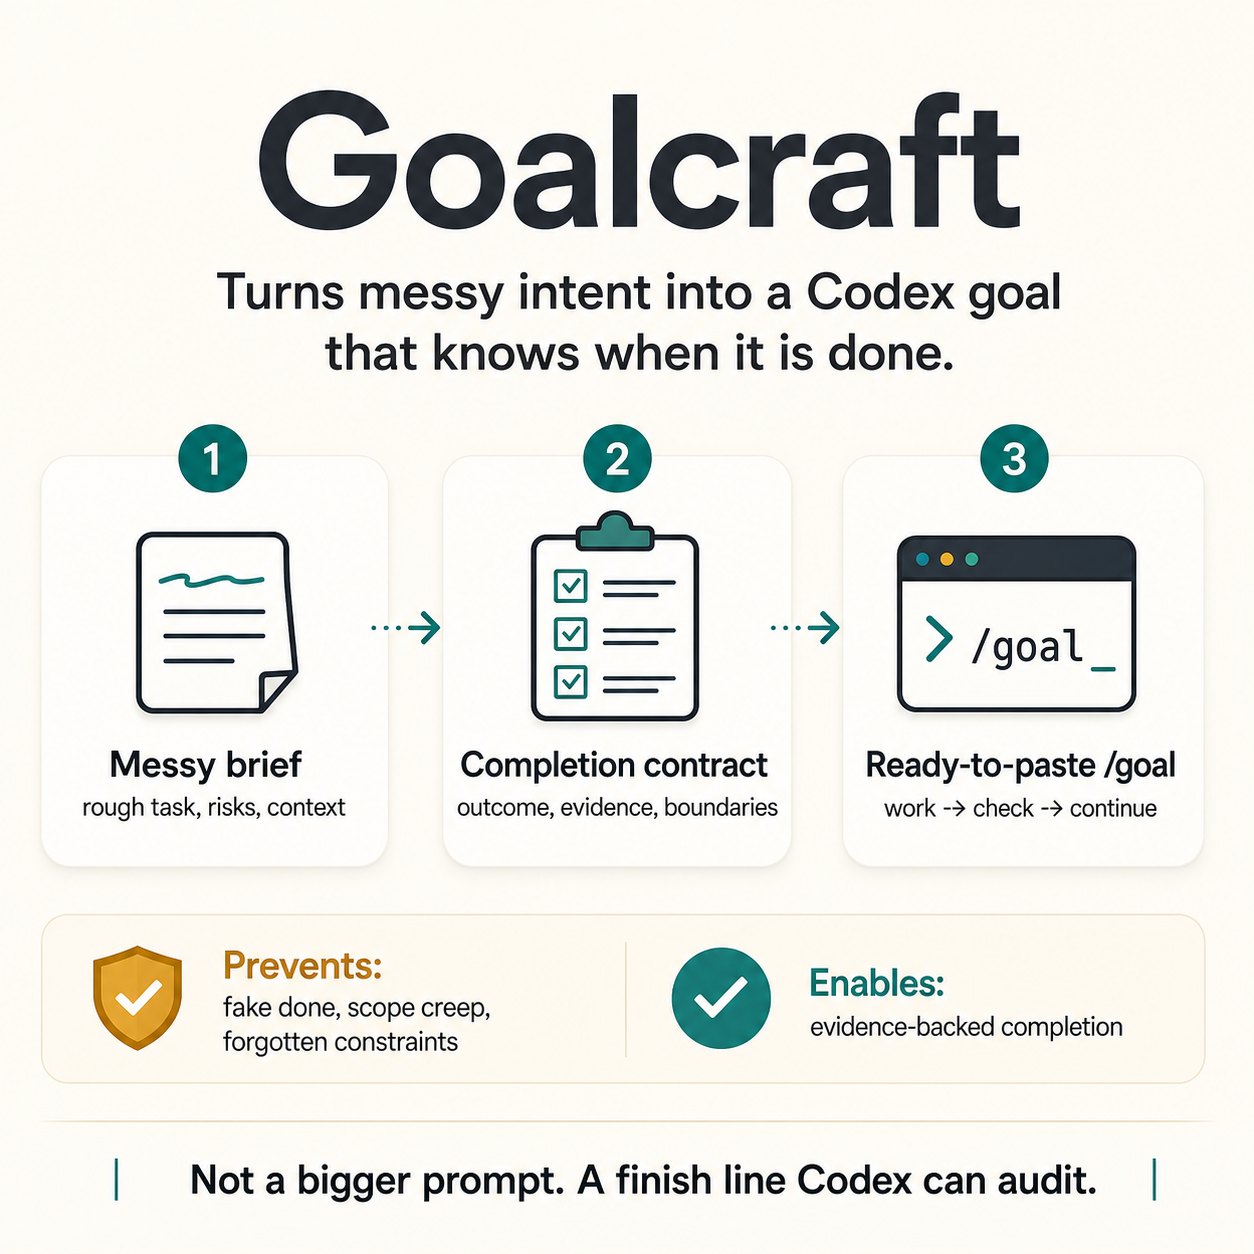 Goalcraft
Turns messy intent into a Codex goal
that knows when it is done.
1
2
3
>/goal_
Messy brief
rough task, risks, context
Completion contract
outcome, evidence, boundaries
Ready-to-paste /goal
work → check → continue
Prevents:
fake done, scope creep,
forgotten constraints
Enables:
evidence-backed completion
Not a bigger prompt. A finish line Codex can audit.